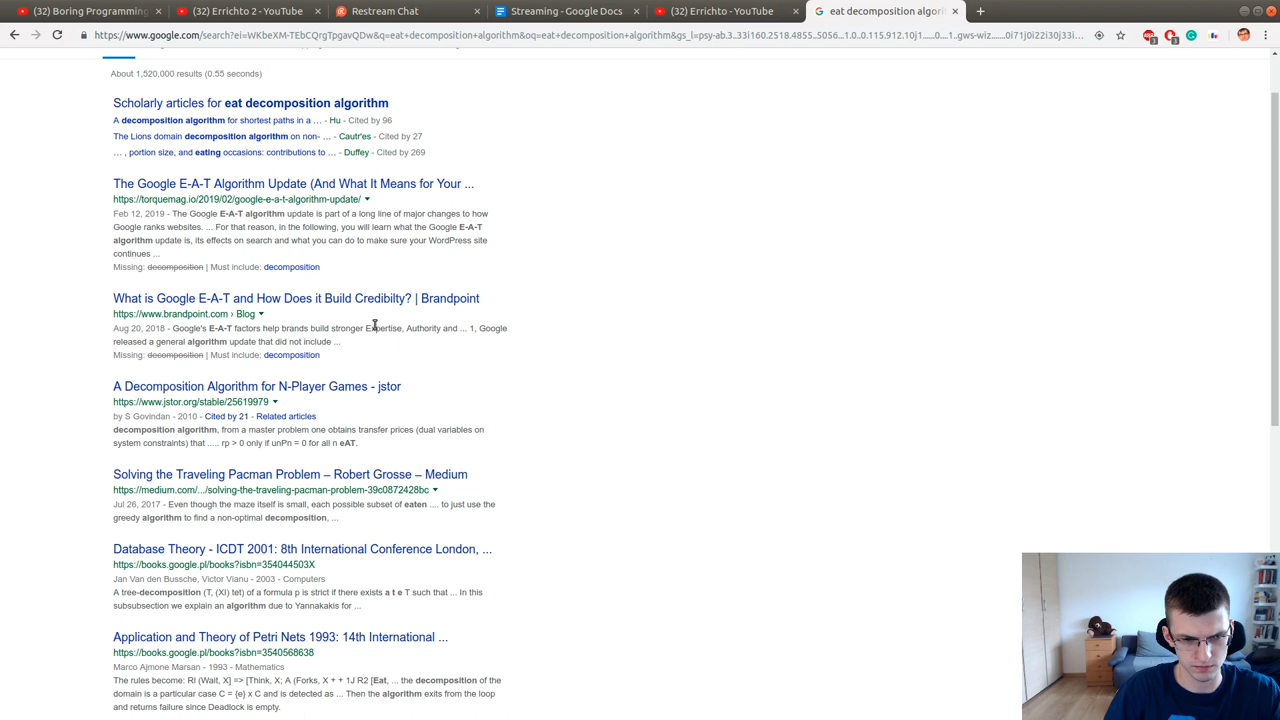 (32) Boring Programming
(32) Errichto 2 - YouTube
Restream Chat
Streaming - Google Docs
(32) Errichto - YouTube
eat decomposition algorit
https://www.google.com/search?ei=WKbeXM-TEbCQrgTpgavQDw&q=eat+decomposition+algorithm&oq=eat+decomposition+algorithm&gs_l=psy-ab.3..33i160.2518.4855..5056...1.0..0.115.912.10j1......0....1..gws-wiz.......0i71j0i22i30j33i...
About 1,520,000 results (0.55 seconds)
Scholarly articles for eat decomposition algorithm
A decomposition algorithm for shortest paths in a … - Hu - Cited by 96
The Lions domain decomposition algorithm on non- … - Cautr'es - Cited by 27
… , portion size, and eating occasions: contributions to … - Duffey - Cited by 269
The Google E-A-T Algorithm Update (And What It Means for Your ...
https://torquemag.io/2019/02/google-e-a-t-algorithm-update/
Feb 12, 2019 - The Google E-A-T algorithm update is part of a long line of major changes to how
Google ranks websites. ... For that reason, in the following, you will learn what the Google E-A-T
algorithm update is, its effects on search and what you can do to make sure your WordPress site
continues ...
Missing: decomposition | Must include: decomposition
What is Google E-A-T and How Does it Build Credibilty? | Brandpoint
https://www.brandpoint.com › Blog
Aug 20, 2018 - Google's E-A-T factors help brands build stronger Expertise, Authority and ... 1, Google
released a general algorithm update that did not include ...
Missing: decomposition | Must include: decomposition
A Decomposition Algorithm for N-Player Games - jstor
https://www.jstor.org/stable/25619979
by S Govindan - 2010 - Cited by 21 - Related articles
decomposition algorithm, from a master problem one obtains transfer prices (dual variables on
system constraints) that ..... rp > 0 only if unPn = 0 for all n eAT.
Solving the Traveling Pacman Problem – Robert Grosse – Medium
https://medium.com/.../solving-the-traveling-pacman-problem-39c0872428bc
Jul 26, 2017 - Even though the maze itself is small, each possible subset of eaten .... to just use the
greedy algorithm to find a non-optimal decomposition, ...
Database Theory - ICDT 2001: 8th International Conference London, ...
https://books.google.pl/books?isbn=354044503X
Jan Van den Bussche, Victor Vianu - 2003 - Computers
A tree-decomposition (T, (XI) tet) of a formula p is strict if there exists a t e T such that ... In this
subsubsection we explain an algorithm due to Yannakakis for ...
Application and Theory of Petri Nets 1993: 14th International ...
https://books.google.pl/books?isbn=3540568638
Marco Ajmone Marsan - 1993 - Mathematics
The rules become: RI (Wait, X] => [Think, X; A (Forks, X + + 1J R2 [Eat, ... the decomposition of the
domain is a particular case C = {e} x C and is detected as ... Then the algorithm exits from the loop
and returns failure since Deadlock is empty.